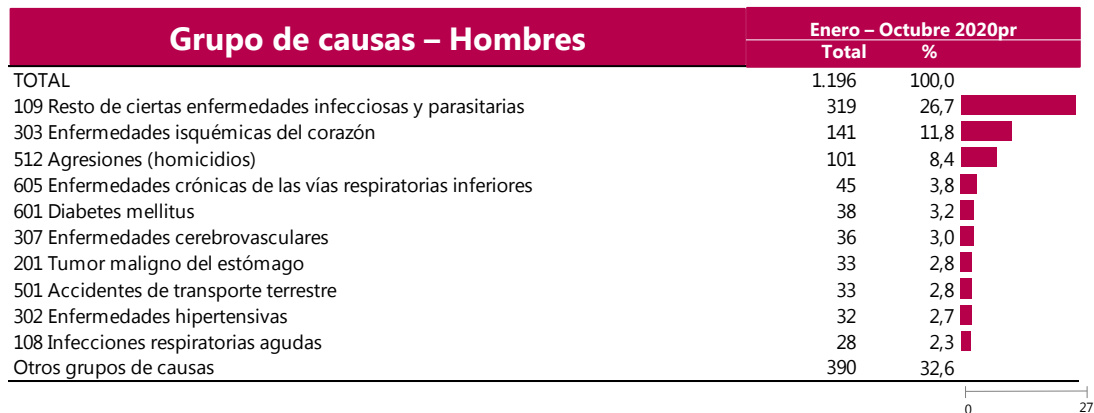 Grupo de causas – Hombres
Enero – Octubre 2020pr
Total %
TOTAL 1.196 100,0
109 Resto de ciertas enfermedades infecciosas y parasitarias 319 26,7
303 Enfermedades isquémicas del corazón 141 11,8
512 Agresiones (homicidios) 101 8,4
605 Enfermedades crónicas de las vías respiratorias inferiores 45 3,8
601 Diabetes mellitus 38 3,2
307 Enfermedades cerebrovasculares 36 3,0
201 Tumor maligno del estómago 33 2,8
501 Accidentes de transporte terrestre 33 2,8
302 Enfermedades hipertensivas 32 2,7
108 Infecciones respiratorias agudas 28 2,3
Otros grupos de causas 390 32,6
0 27